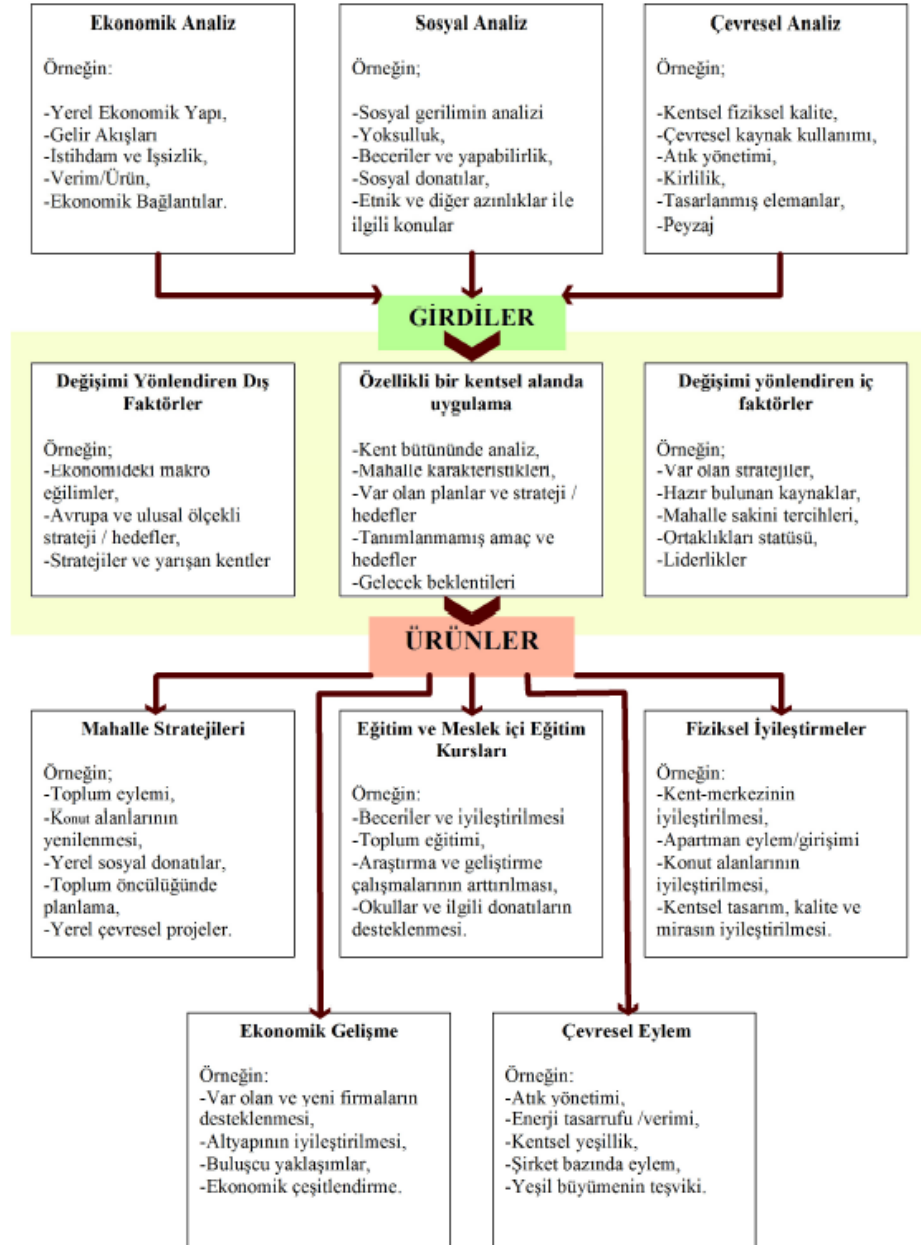 Ekonomik Analiz
Örneğin:
-Yerel Ekonomik Yapı,
-Gelir Akışları
-İstihdam ve İşsizlik,
-Verim/Ürün,
-Ekonomik Bağlantılar.
Sosyal Analiz
Örneğin;
-Sosyal gerilimin analizi
-Yoksulluk,
-Beceriler ve yapabilirlik,
-Sosyal donatılar,
-Etnik ve diğer azınlıklar ile
ilgili konular
Çevresel Analiz
Örneğin;
-Kentsel fiziksel kalite,
-Çevresel kaynak kullanımı,
-Atık yönetimi,
-Kirlilik,
-Tasarlanmış elemanlar,
-Peyzaj
GİRDİLER
Değişimi Yönlendiren Dış
Faktörler
Örneğin;
-Ekonomideki makro
eğilimler,
-Avrupa ve ulusal ölçekli
strateji / hedefler,
-Stratejiler ve yarışan kentler
Özellikli bir kentsel alanda
uygulama
-Kent bütününde analiz,
-Mahalle karakteristikleri,
-Var olan planlar ve strateji /
hedefler
-Tanımlanmamış amaç ve
hedefler
-Gelecek beklentileri
Değişimi yönlendiren iç
faktörler
Örneğin;
-Var olan stratejiler,
-Hazır bulunan kaynaklar,
-Mahalle sakini tercihleri,
-Ortaklıkları statüsü,
-Liderlikler
ÜRÜNLER
Mahalle Stratejileri
Örneğin;
-Toplum eylemi,
-Konut alanlarının
yenilenmesi,
-Yerel sosyal donatılar,
-Toplum öncülüğünde
planlama,
-Yerel çevresel projeler.
Eğitim ve Meslek içi Eğitim
Kursları
Örneğin:
-Beceriler ve iyileştirilmesi
-Toplum eğitimi,
-Araştırma ve geliştirme
çalışmalarının arttırılması,
-Okullar ve ilgili donatıların
desteklenmesi.
Fiziksel İyileştirmeler
Örneğin:
-Kent-merkezinin
iyileştirilmesi,
-Apartman eylem/girişimi
-Konut alanlarının
iyileştirilmesi,
-Kentsel tasarım, kalite ve
mirasın iyileştirilmesi.
Ekonomik Gelişme
Örneğin:
-Var olan ve yeni firmaların
desteklenmesi,
-Altyapının iyileştirilmesi,
-Buluşcu yaklaşımlar,
-Ekonomik çeşitlendirme.
Çevresel Eylem
Örneğin:
-Atık yönetimi,
-Enerji tasarrufu /verimi,
-Kentsel yeşillik,
-Şirket bazında eylem,
-Yeşil büyümenin teşviki.